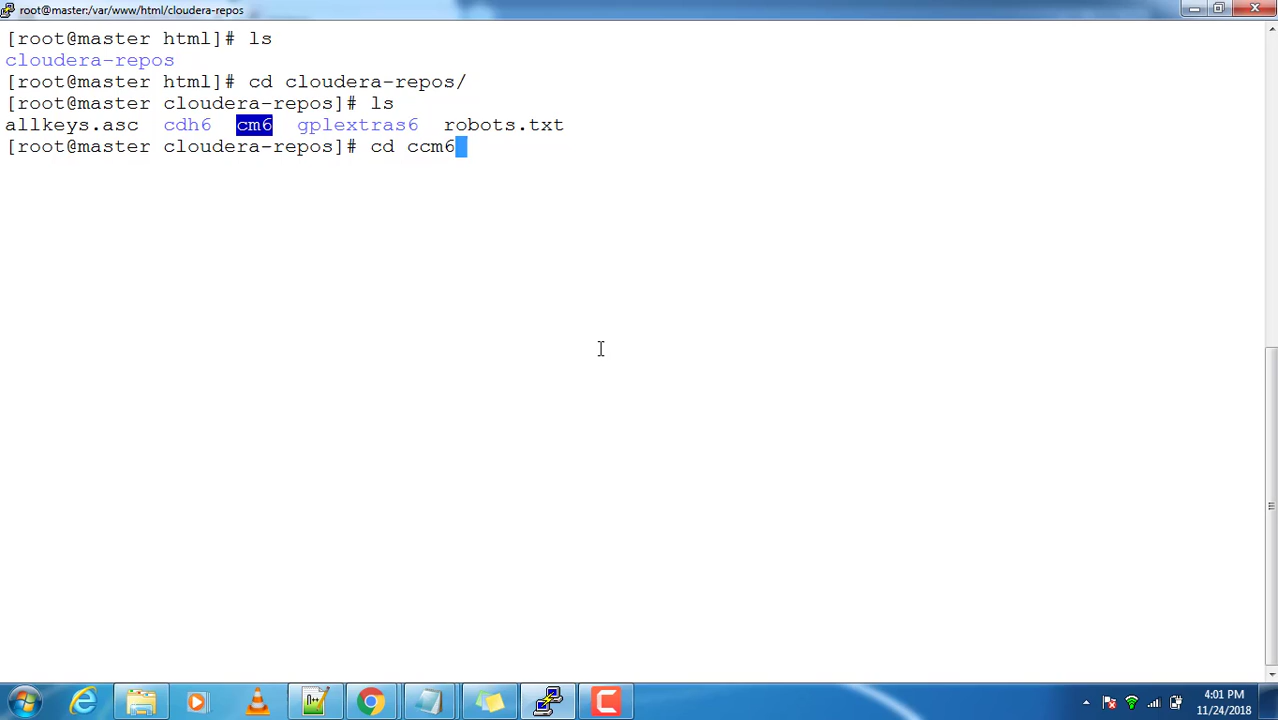 root@master:/var/www/html/cloudera-repos
[root@master html]# ls
cloudera-repos
[root@master html]# cd cloudera-repos/
[root@master cloudera-repos]# ls
allkeys.asc  cdh6  cm6  gplextras6  robots.txt
[root@master cloudera-repos]# cd ccm6
4:01 PM
11/24/2018